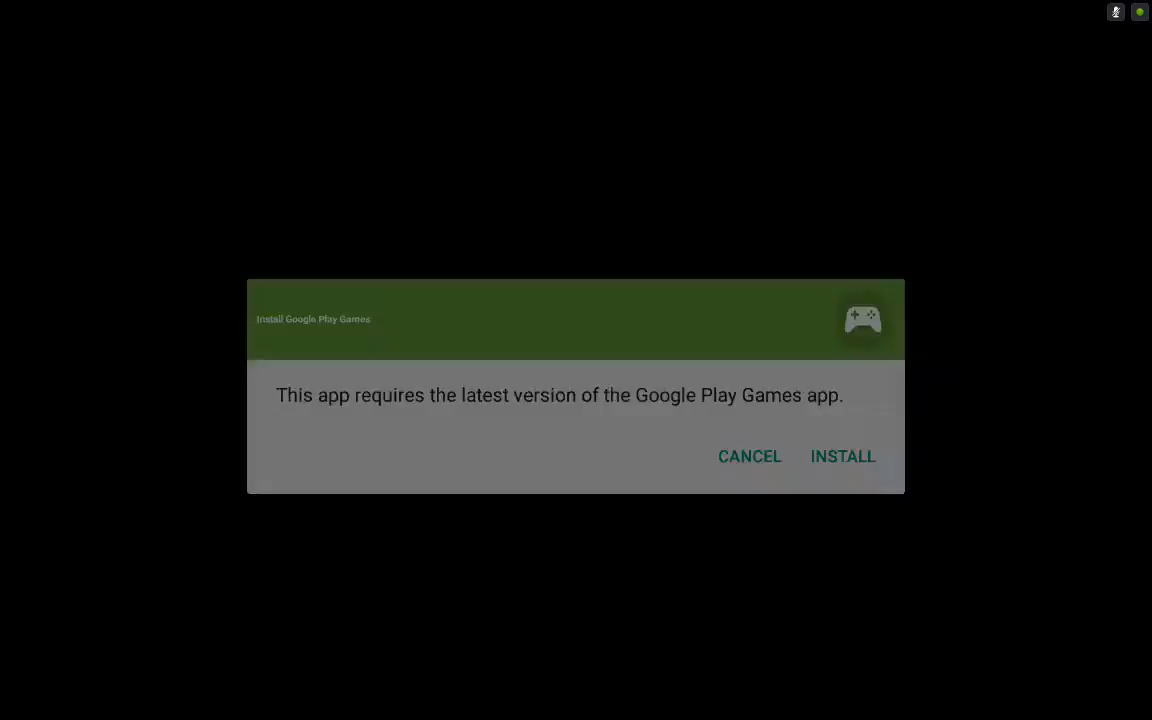 Install Google Play Games
This app requires the latest version of the Google Play Games app.
CANCEL INSTALL